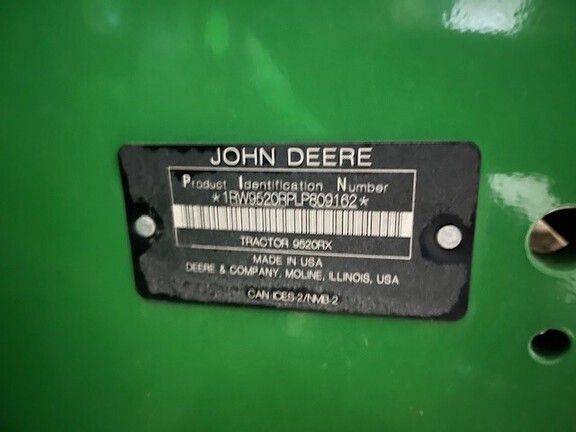 JOHN DEERE
Product Identification Number
*1RW9520RPLP809162*
TRACTOR 9520RX
MADE IN USA
DEERE & COMPANY, MOLINE, ILLINOIS, USA
CAN ICES-2/NMB-2